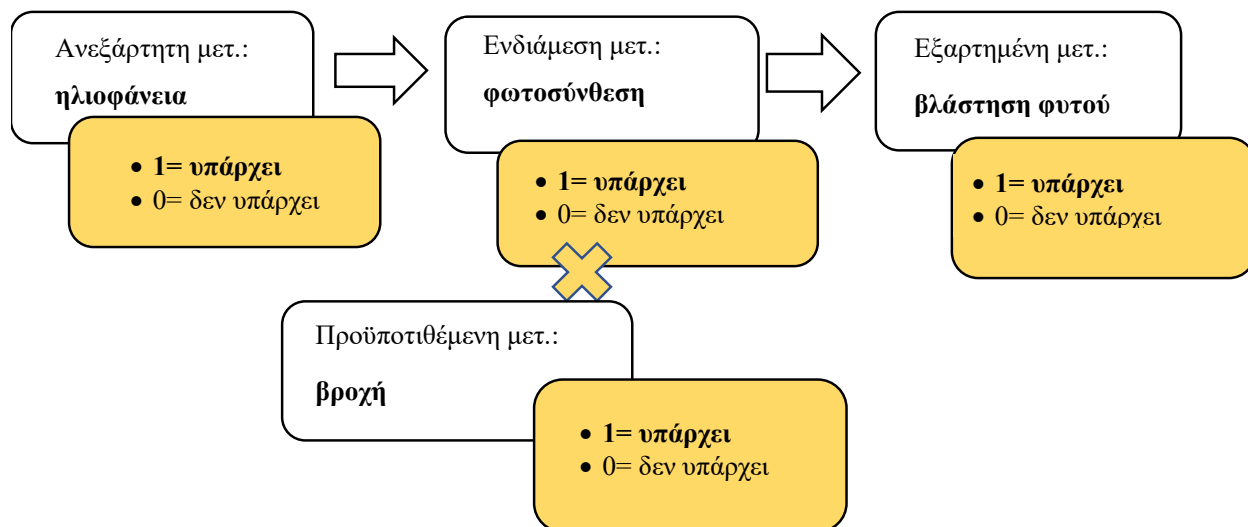 Ανεξάρτητη μετ.:
ηλιοφάνεια
• 1= υπάρχει
• 0= δεν υπάρχει
Ενδιάμεση μετ.:
φωτοσύνθεση
• 1= υπάρχει
• 0= δεν υπάρχει
Εξαρτημένη μετ.:
βλάστηση φυτού
• 1= υπάρχει
• 0= δεν υπάρχει
Προϋποτιθέμενη μετ.:
βροχή
• 1= υπάρχει
• 0= δεν υπάρχει